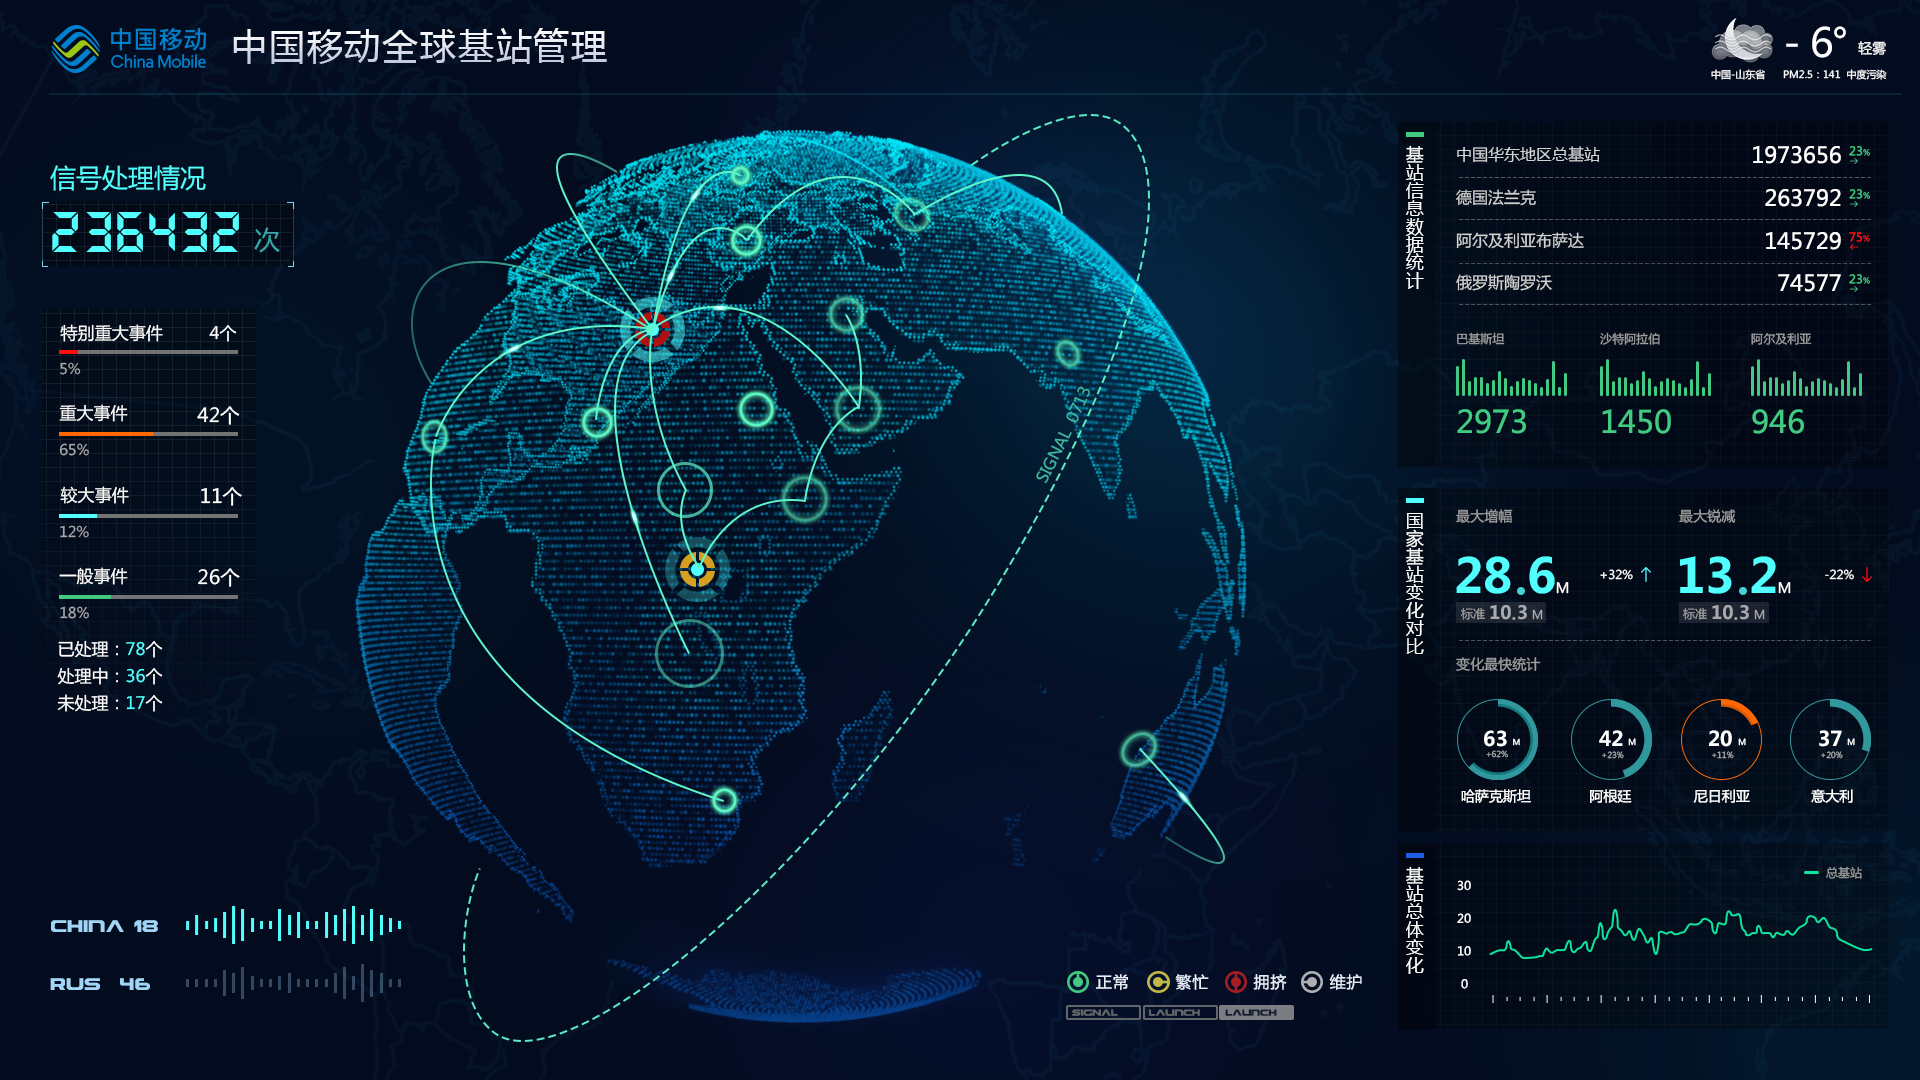 中国移动
China Mobile
中国移动全球基站管理
- 6° 轻雾
中国-山东省 PM2.5 : 141 中度污染
信号处理情况
236432 次
特别重大事件 4个
5%
重大事件 42个
65%
较大事件 11个
12%
一般事件 26个
18%
已处理 : 78个
处理中 : 36个
未处理 : 17个
CHINA 18
RUS 46
SIGNAL_0713
正常 繁忙 拥挤 维护
SIGNAL LAUNCH LAUNCH
基站信息数据统计
中国华东地区总基站 1973656 23%
德国法兰克 263792 23%
阿尔及利亚布萨达 145729 75%
俄罗斯陶罗沃 74577 23%
巴基斯坦 沙特阿拉伯 阿尔及利亚
2973 1450 946
国家基站变化对比
最大增幅 最大锐减
28.6M +32% ↑ 13.2M -22% ↓
标准 10.3 M 标准 10.3 M
变化最快统计
63 M 42 M 20 M 37 M
+62% +23% +11% +20%
哈萨克斯坦 阿根廷 尼日利亚 意大利
基站总体变化
总基站
30
20
10
0